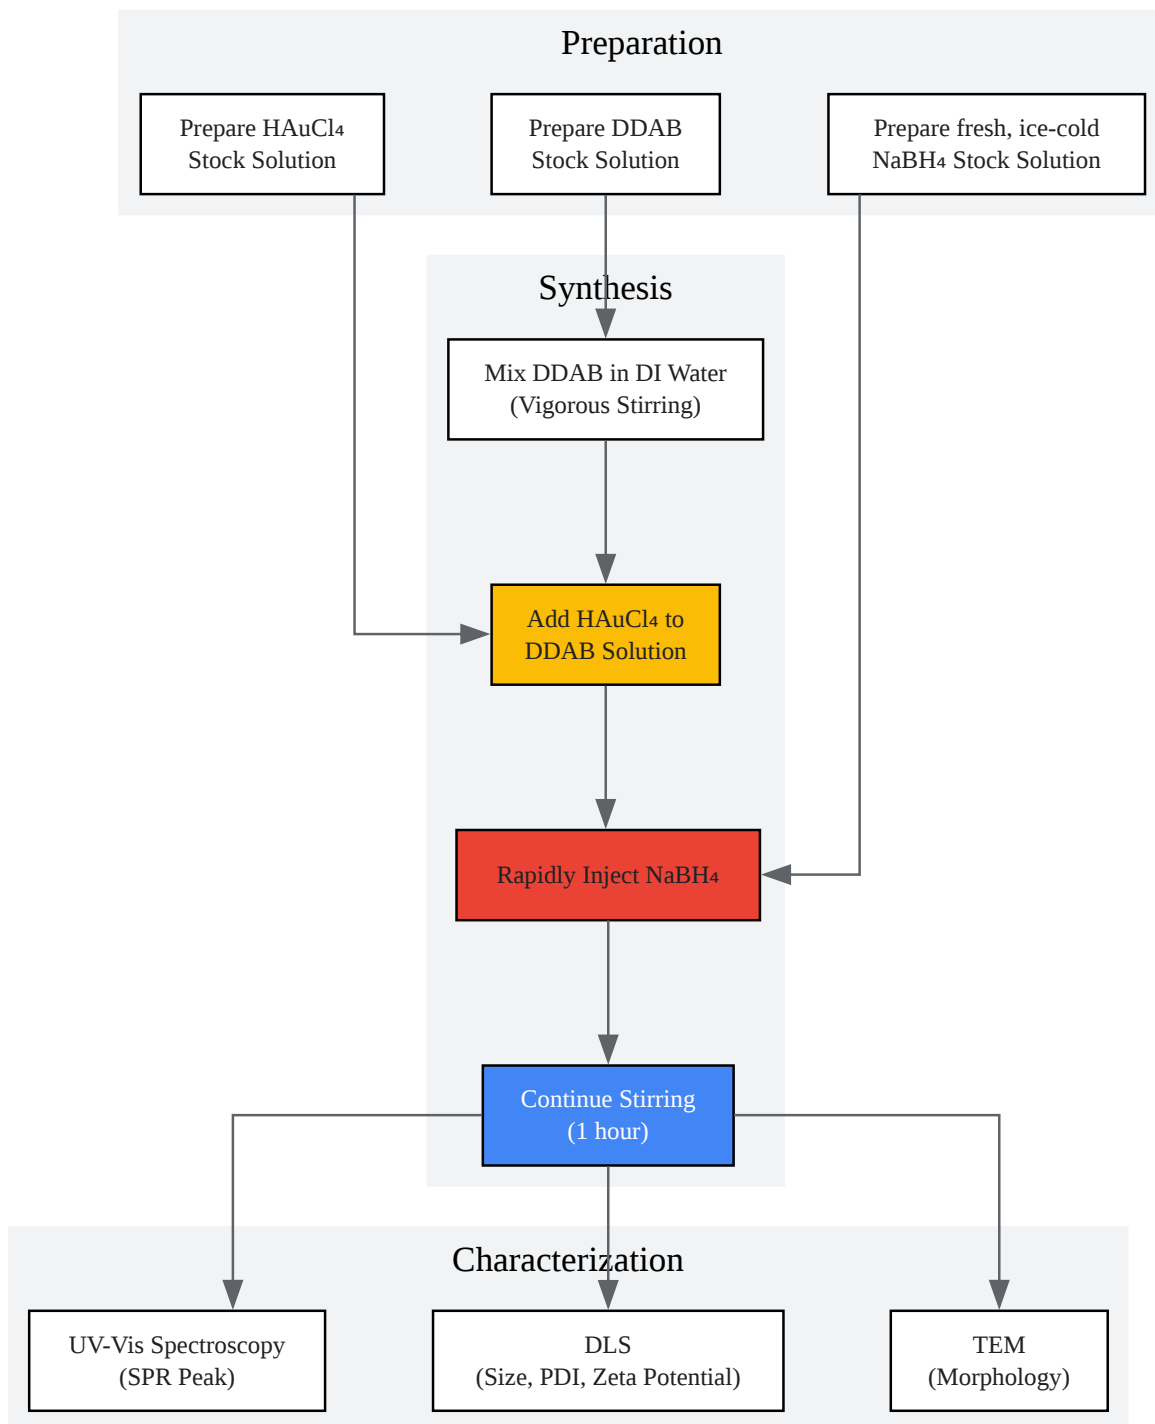 Preparation
Prepare HAuCl₄
Stock Solution
Prepare DDAB
Stock Solution
Prepare fresh, ice-cold
NaBH₄ Stock Solution
Synthesis
Mix DDAB in DI Water
(Vigorous Stirring)
Add HAuCl₄ to
DDAB Solution
Rapidly Inject NaBH₄
Continue Stirring
(1 hour)
Characterization
UV-Vis Spectroscopy
(SPR Peak)
DLS
(Size, PDI, Zeta Potential)
TEM
(Morphology)